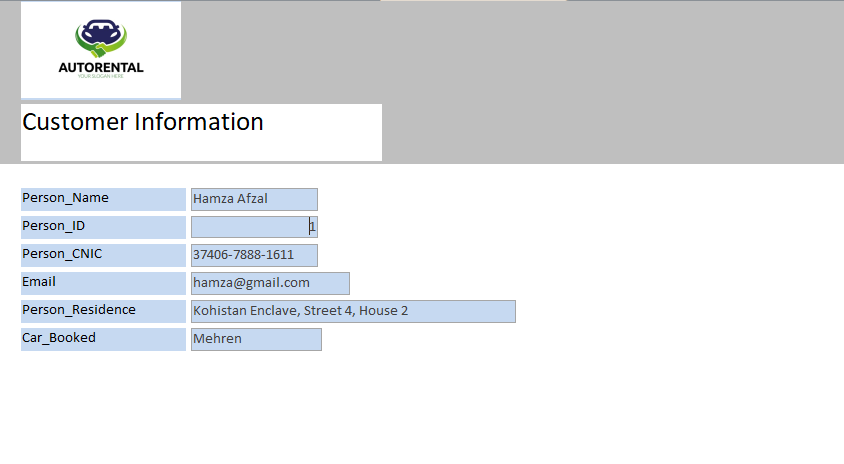 AUTORENTAL
YOUR SLOGAN HERE
Customer Information
Person_Name Hamza Afzal
Person_ID 1
Person_CNIC 37406-7888-1611
Email hamza@gmail.com
Person_Residence Kohistan Enclave, Street 4, House 2
Car_Booked Mehren